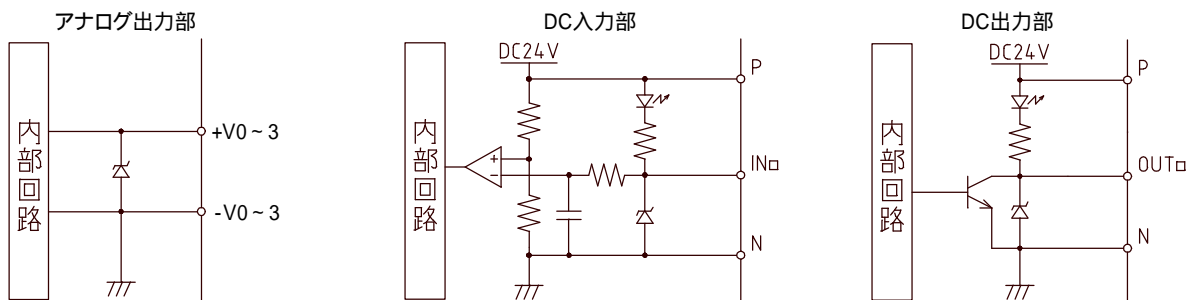 アナログ出力部
内部回路
+V0～3
-V0～3
DC入力部
DC24V
内部回路
+
-
P
IN□
N
DC出力部
DC24V
内部回路
P
OUT□
N